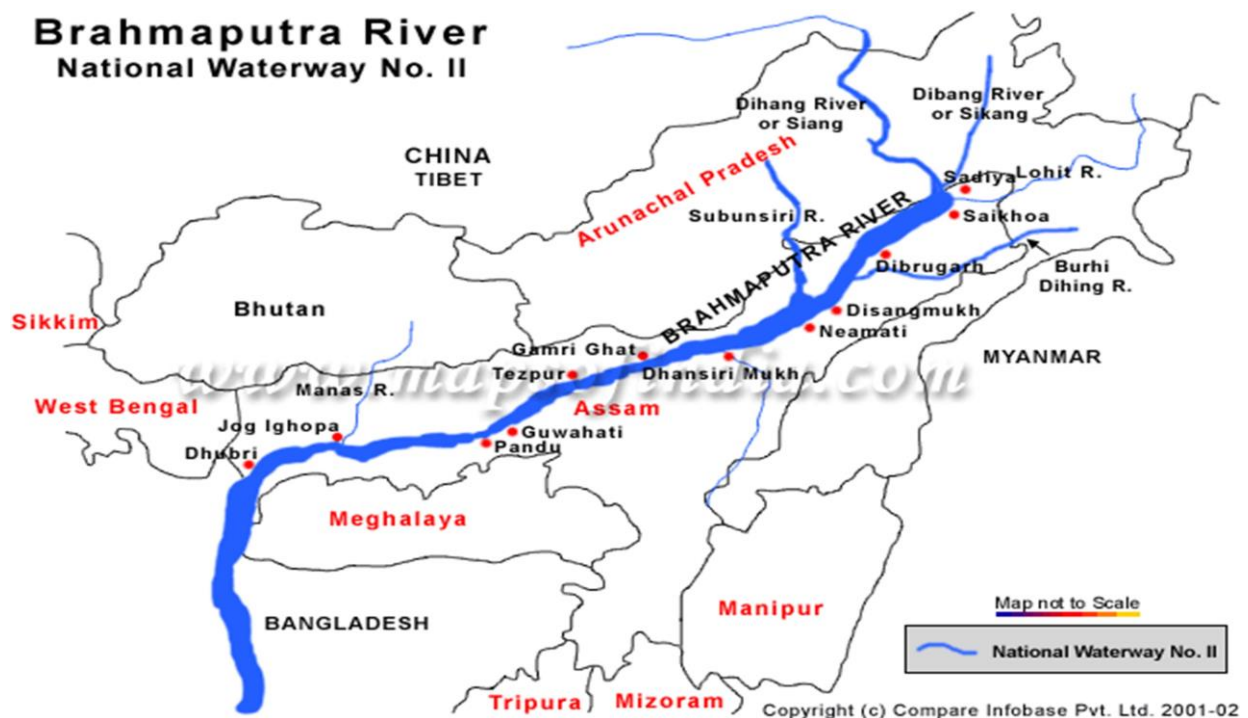 Brahmaputra River
National Waterway No. II
Dihang River
or Siang
Dibang River
or Sikang
CHINA
TIBET
Arunachal Pradesh
Sadiya
Lohit R.
Subunsiri R.
BRAHMAPUTRA RIVER
Saikhoa
Dibrugarh
Burhi
Dihing R.
Bhutan
Sikkim
Disangmukh
Neamati
Gamri Ghat
MYANMAR
www.mapsofindia.com
Tezpur
Dhansiri Mukh
Manas R.
West Bengal
Assam
Jog Ighopa
Guwahati
Pandu
Dhubri
Meghalaya
Manipur
Map not to Scale
BANGLADESH
National Waterway No. II
Tripura
Mizoram
Copyright (c) Compare Infobase Pvt. Ltd. 2001-02